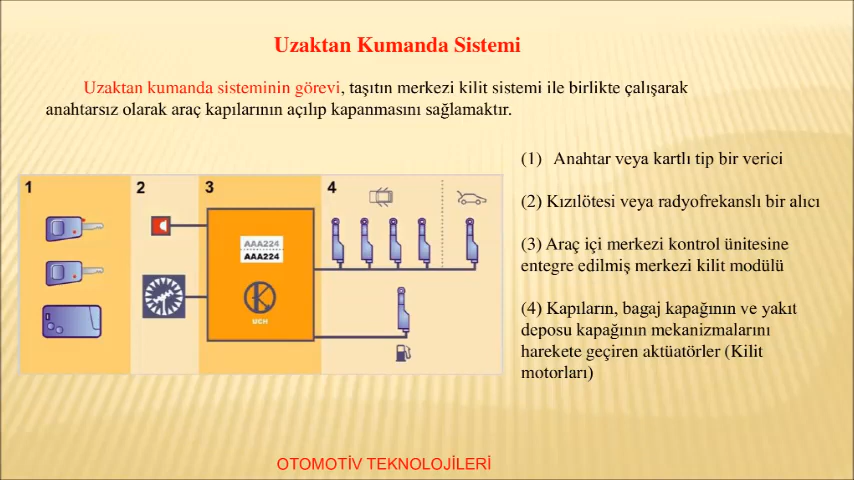 Uzaktan Kumanda Sistemi
Uzaktan kumanda sisteminin görevi, taşıtın merkezi kilit sistemi ile birlikte çalışarak
anahtarsız olarak araç kapılarının açılıp kapanmasını sağlamaktır.
1 2 3 4
AAA224
AAA224
UCH
(1) Anahtar veya kartlı tip bir verici
(2) Kızılötesi veya radyofrekanslı bir alıcı
(3) Araç içi merkezi kontrol ünitesine
entegre edilmiş merkezi kilit modülü
(4) Kapıların, bagaj kapağının ve yakıt
deposu kapağının mekanizmalarını
harekete geçiren aktüatörler (Kilit
motorları)
OTOMOTİV TEKNOLOJİLERİ